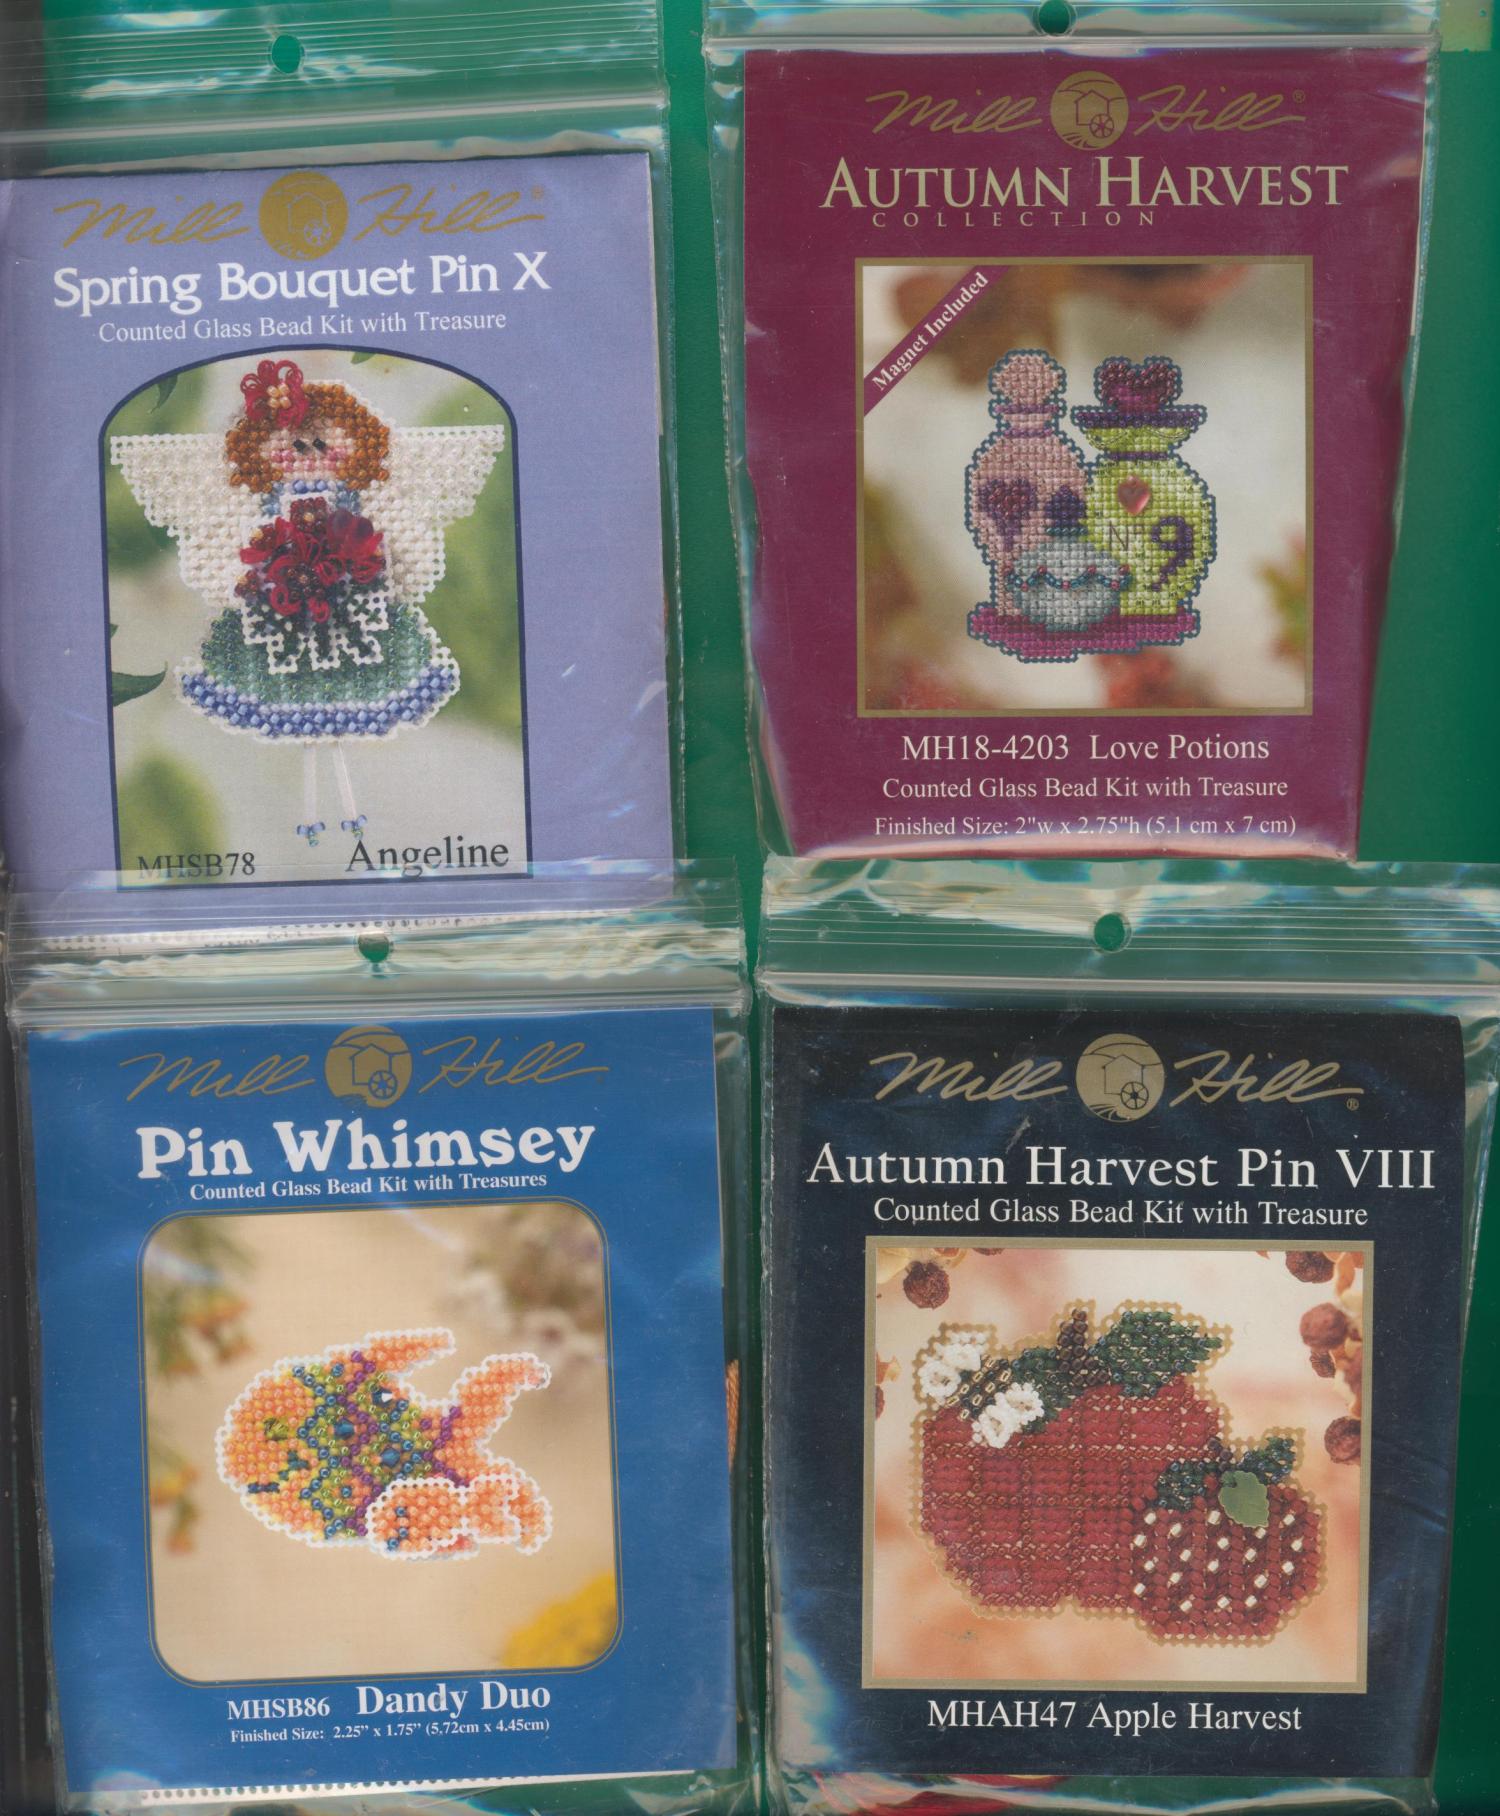 Mill Hill®
Spring Bouquet Pin X
Counted Glass Bead Kit with Treasure
MHSB78 Angeline
Mill Hill®
AUTUMN HARVEST
COLLECTION
Magnet Included
MH18-4203 Love Potions
Counted Glass Bead Kit with Treasure
Finished Size: 2"w x 2.75"h (5.1 cm x 7 cm)
Mill Hill
Pin Whimsey
Counted Glass Bead Kit with Treasures
MHSB86 Dandy Duo
Finished Size: 2.25” x 1.75” (5.72cm x 4.45cm)
Mill Hill®
Autumn Harvest Pin VIII
Counted Glass Bead Kit with Treasure
MHAH47 Apple Harvest